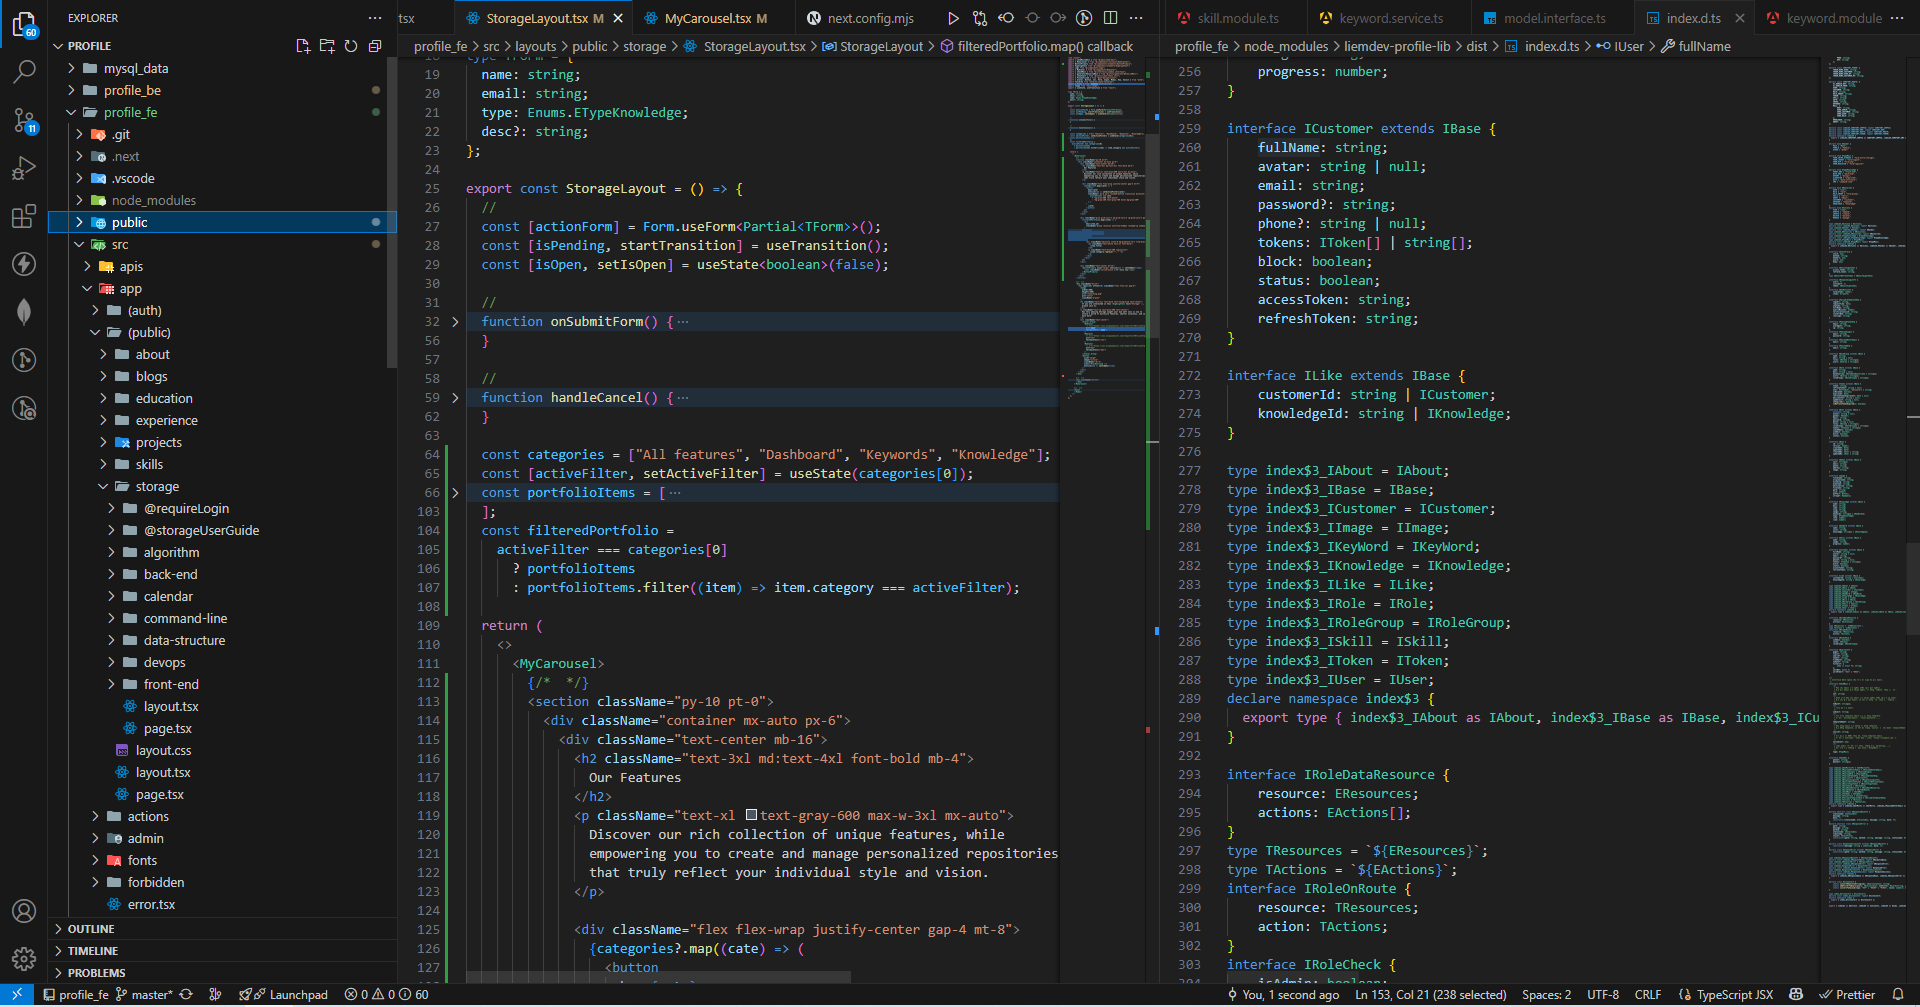 EXPLORER
PROFILE
mysql_data
profile_be
profile_fe
.git
.next
.vscode
node_modules
public
src
apis
app
(auth)
(public)
about
blogs
education
experience
projects
skills
storage
@requireLogin
@storageUserGuide
algorithm
back-end
calendar
command-line
data-structure
devops
front-end
layout.tsx
page.tsx
layout.css
layout.tsx
page.tsx
actions
admin
fonts
forbidden
error.tsx
OUTLINE
TIMELINE
PROBLEMS
60
11
tsx StorageLayout.tsx M MyCarousel.tsx M next.config.mjs
profile_fe > src > layouts > public > storage > StorageLayout.tsx > StorageLayout > filteredPortfolio.map() callback
19 name: string;
20 email: string;
21 type: Enums.ETypeKnowledge;
22 desc?: string;
23 };
24
25 export const StorageLayout = () => {
26 //
27 const [actionForm] = Form.useForm<Partial<TForm>>();
28 const [isPending, startTransition] = useTransition();
29 const [isOpen, setIsOpen] = useState<boolean>(false);
30
31 //
32 function onSubmitForm() { ⋯
56 }
57
58 //
59 function handleCancel() { ⋯
62 }
63
64 const categories = ["All features", "Dashboard", "Keywords", "Knowledge"];
65 const [activeFilter, setActiveFilter] = useState(categories[0]);
66 const portfolioItems = [ ⋯
103 ];
104 const filteredPortfolio =
105 activeFilter === categories[0]
106 ? portfolioItems
107 : portfolioItems.filter((item) => item.category === activeFilter);
108
109 return (
110 <>
111 <MyCarousel>
112 {/*  */}
113 <section className="py-10 pt-0">
114 <div className="container mx-auto px-6">
115 <div className="text-center mb-16">
116 <h2 className="text-3xl md:text-4xl font-bold mb-4">
117 Our Features
118 </h2>
119 <p className="text-xl text-gray-600 max-w-3xl mx-auto">
120 Discover our rich collection of unique features, while
121 empowering you to create and manage personalized repositories
122 that truly reflect your individual style and vision.
123 </p>
124
125 <div className="flex flex-wrap justify-center gap-4 mt-8">
126 {categories?.map((cate) => (
127 <button
skill.module.ts keyword.service.ts model.interface.ts index.d.ts keyword.module
profile_fe > node_modules > liemdev-profile-lib > dist > index.d.ts > IUser > fullName
256 progress: number;
257 }
258
259 interface ICustomer extends IBase {
260 fullName: string;
261 avatar: string | null;
262 email: string;
263 password?: string;
264 phone?: string | null;
265 tokens: IToken[] | string[];
266 block: boolean;
267 status: boolean;
268 accessToken: string;
269 refreshToken: string;
270 }
271
272 interface ILike extends IBase {
273 customerId: string | ICustomer;
274 knowledgeId: string | IKnowledge;
275 }
276
277 type index$3_IAbout = IAbout;
278 type index$3_IBase = IBase;
279 type index$3_ICustomer = ICustomer;
280 type index$3_IImage = IImage;
281 type index$3_IKeyWord = IKeyWord;
282 type index$3_IKnowledge = IKnowledge;
283 type index$3_ILike = ILike;
284 type index$3_IRole = IRole;
285 type index$3_IRoleGroup = IRoleGroup;
286 type index$3_ISkill = ISkill;
287 type index$3_IToken = IToken;
288 type index$3_IUser = IUser;
289 declare namespace index$3 {
290 export type { index$3_IAbout as IAbout, index$3_IBase as IBase, index$3_ICu
291 }
292
293 interface IRoleDataResource {
294 resource: EResources;
295 actions: EActions[];
296 }
297 type TResources = `${EResources}`;
298 type TActions = `${EActions}`;
299 interface IRoleOnRoute {
300 resource: TResources;
301 action: TActions;
302 }
303 interface IRoleCheck {
profile_fe master* Launchpad 0 0 60 You, 1 second ago Ln 153, Col 21 (238 selected) Spaces: 2 UTF-8 CRLF TypeScript JSX Prettier